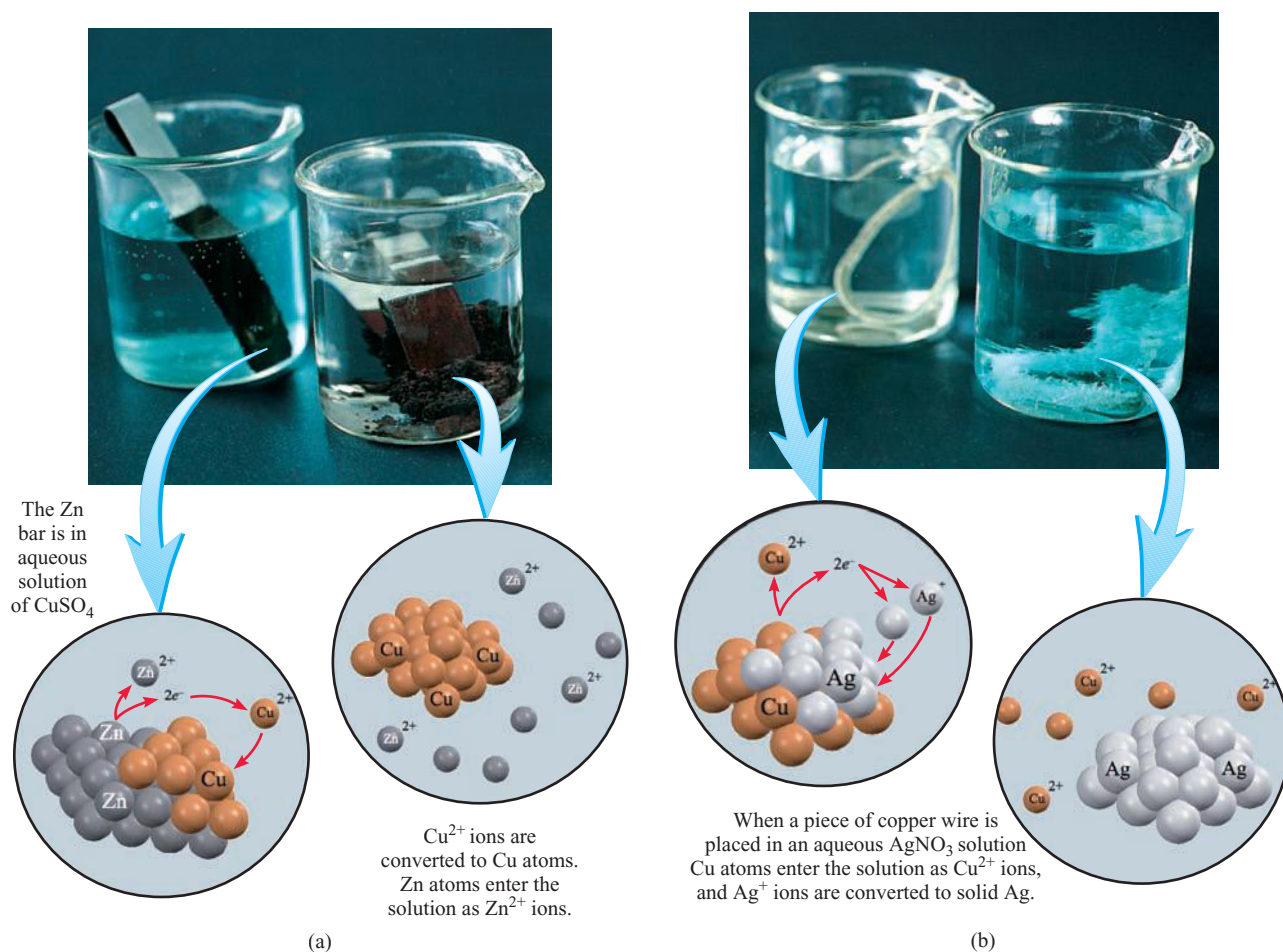 The Zn
bar is in
aqueous
solution
of CuSO₄
Zn 2+
2e⁻
Cu 2+
Zn
Cu
Zn
Zn 2+
Cu
Cu
Zn 2+
Cu
Zn 2+
Cu²⁺ ions are
converted to Cu atoms.
Zn atoms enter the
solution as Zn²⁺ ions.
(a)
Cu 2+
2e⁻
Ag +
Ag
Cu
Cu 2+
Cu 2+
Ag
Ag
Cu 2+
When a piece of copper wire is
placed in an aqueous AgNO₃ solution
Cu atoms enter the solution as Cu²⁺ ions,
and Ag⁺ ions are converted to solid Ag.
(b)